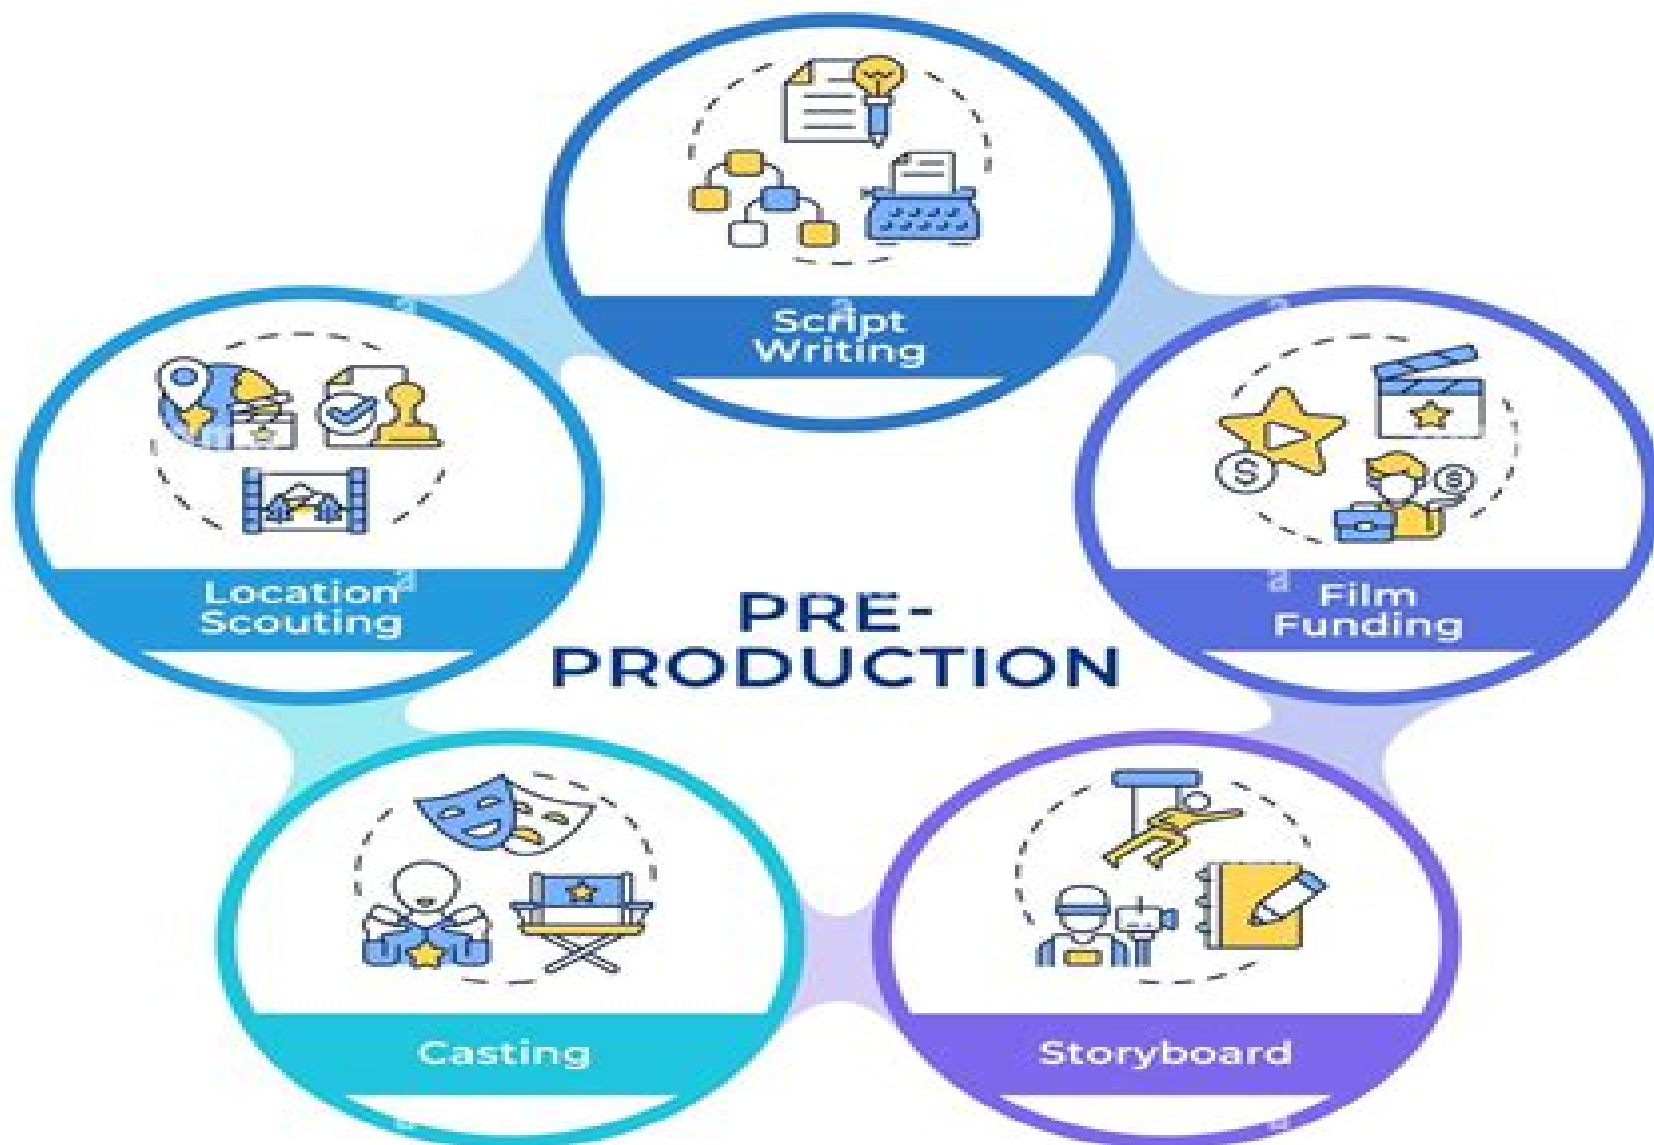 Script
Writing
Location
Scouting
Film
Funding
PRE-
PRODUCTION
Casting
Storyboard